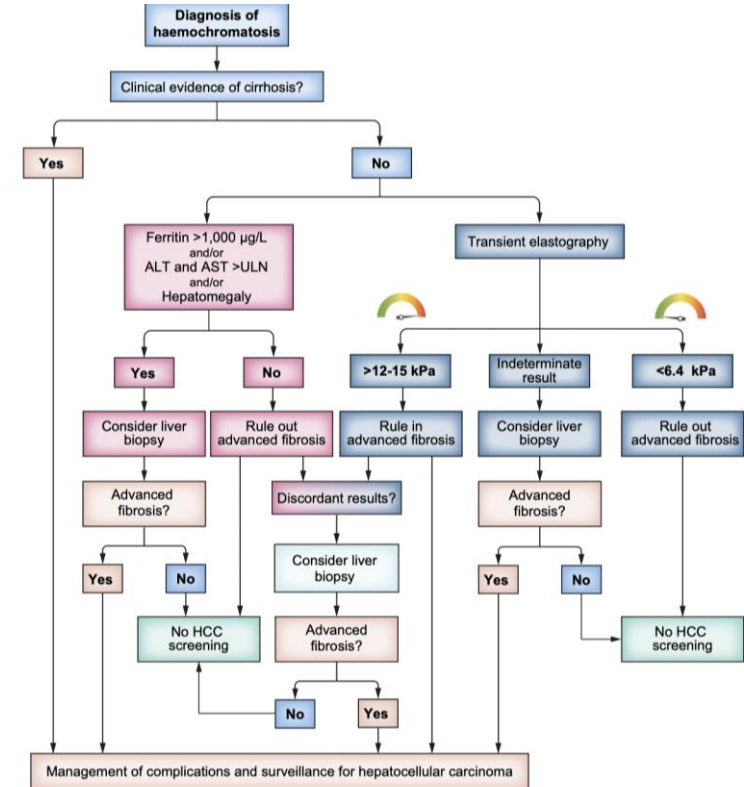 Diagnosis of
haemochromatosis
Clinical evidence of cirrhosis?
Yes
No
Ferritin >1,000 µg/L
and/or
ALT and AST >ULN
and/or
Hepatomegaly
Transient elastography
Yes
No
>12-15 kPa
Indeterminate
result
<6.4 kPa
Consider liver
biopsy
Rule out
advanced fibrosis
Rule in
advanced fibrosis
Consider liver
biopsy
Rule out
advanced fibrosis
Advanced
fibrosis?
Discordant results?
Advanced
fibrosis?
Yes
No
Consider liver
biopsy
Yes
No
No HCC
screening
Advanced
fibrosis?
No HCC
screening
No
Yes
Management of complications and surveillance for hepatocellular carcinoma